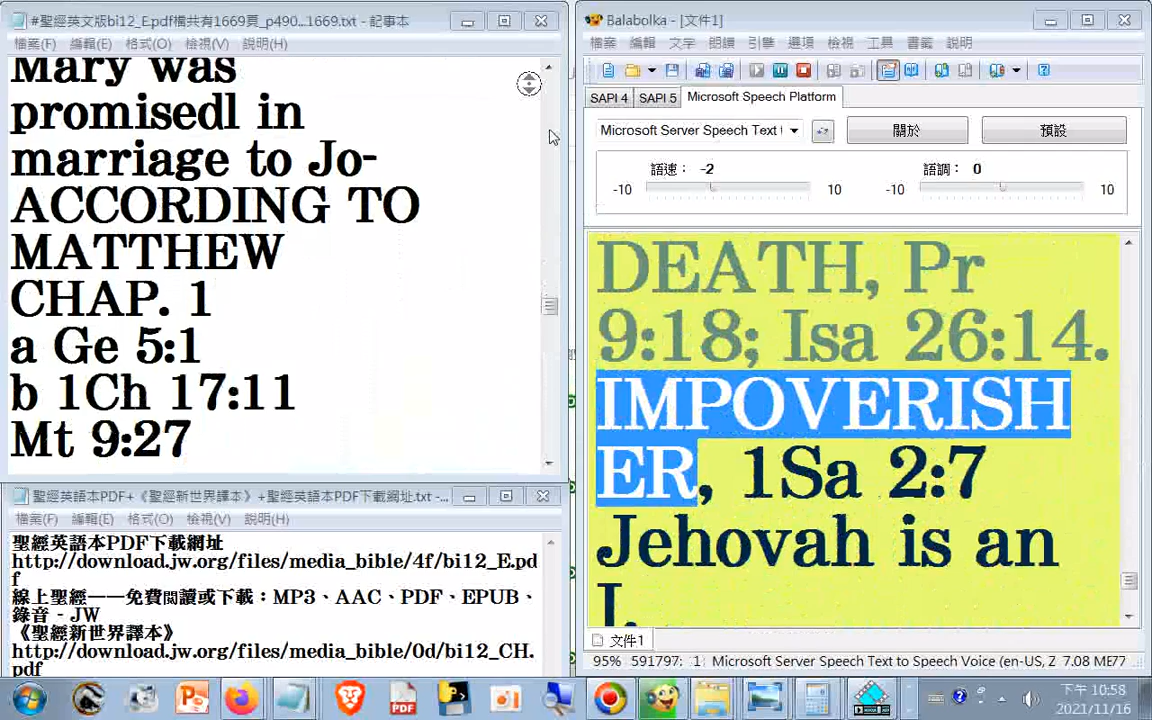 #聖經英文版bi12_E.pdf檔共有1669頁_p490...1669.txt - 記事本
檔案(F) 編輯(E) 格式(O) 檢視(V) 說明(H)
Mary was
promisedl in
marriage to Jo-
ACCORDING TO
MATTHEW
CHAP. 1
a Ge 5:1
b 1Ch 17:11
Mt 9:27
聖經英語本PDF+《聖經新世界譯本》+聖經英語本PDF下載網址.txt -...
檔案(F) 編輯(E) 格式(O) 檢視(V) 說明(H)
聖經英語本PDF下載網址
http://download.jw.org/files/media_bible/4f/bi12_E.pd
f
線上聖經——免費閱讀或下載：MP3、AAC、PDF、EPUB、
錄音 - JW
《聖經新世界譯本》
http://download.jw.org/files/media_bible/0d/bi12_CH.
pdf
Balabolka - [文件1]
檔案 編輯 文字 朗讀 引擎 選項 檢視 工具 書籤 說明
SAPI 4 SAPI 5 Microsoft Speech Platform
Microsoft Server Speech Text 關於 預設
語速： -2 語調： 0
-10 10 -10 10
DEATH, Pr
9:18; Isa 26:14.
IMPOVERISH
ER, 1Sa 2:7
Jehovah is an
I.
文件1
95% 591797: 1 Microsoft Server Speech Text to Speech Voice (en-US, Z 7.08 ME77
PDF
下午 10:58
2021/11/16